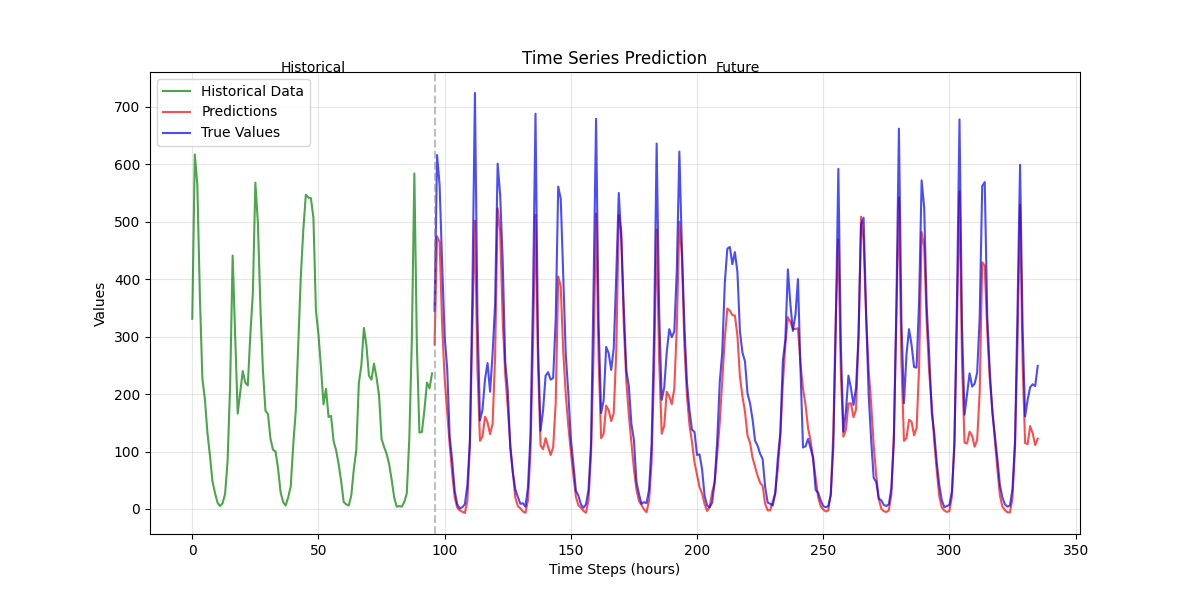 Time Series Prediction
Historical
Future
Historical Data
Predictions
True Values
Values
700
600
500
400
300
200
100
0
0
50
100
150
200
250
300
350
Time Steps (hours)